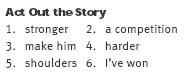 Act Out the Story
1. stronger 2. a competition
3. make him 4. harder
5. shoulders 6. I've won